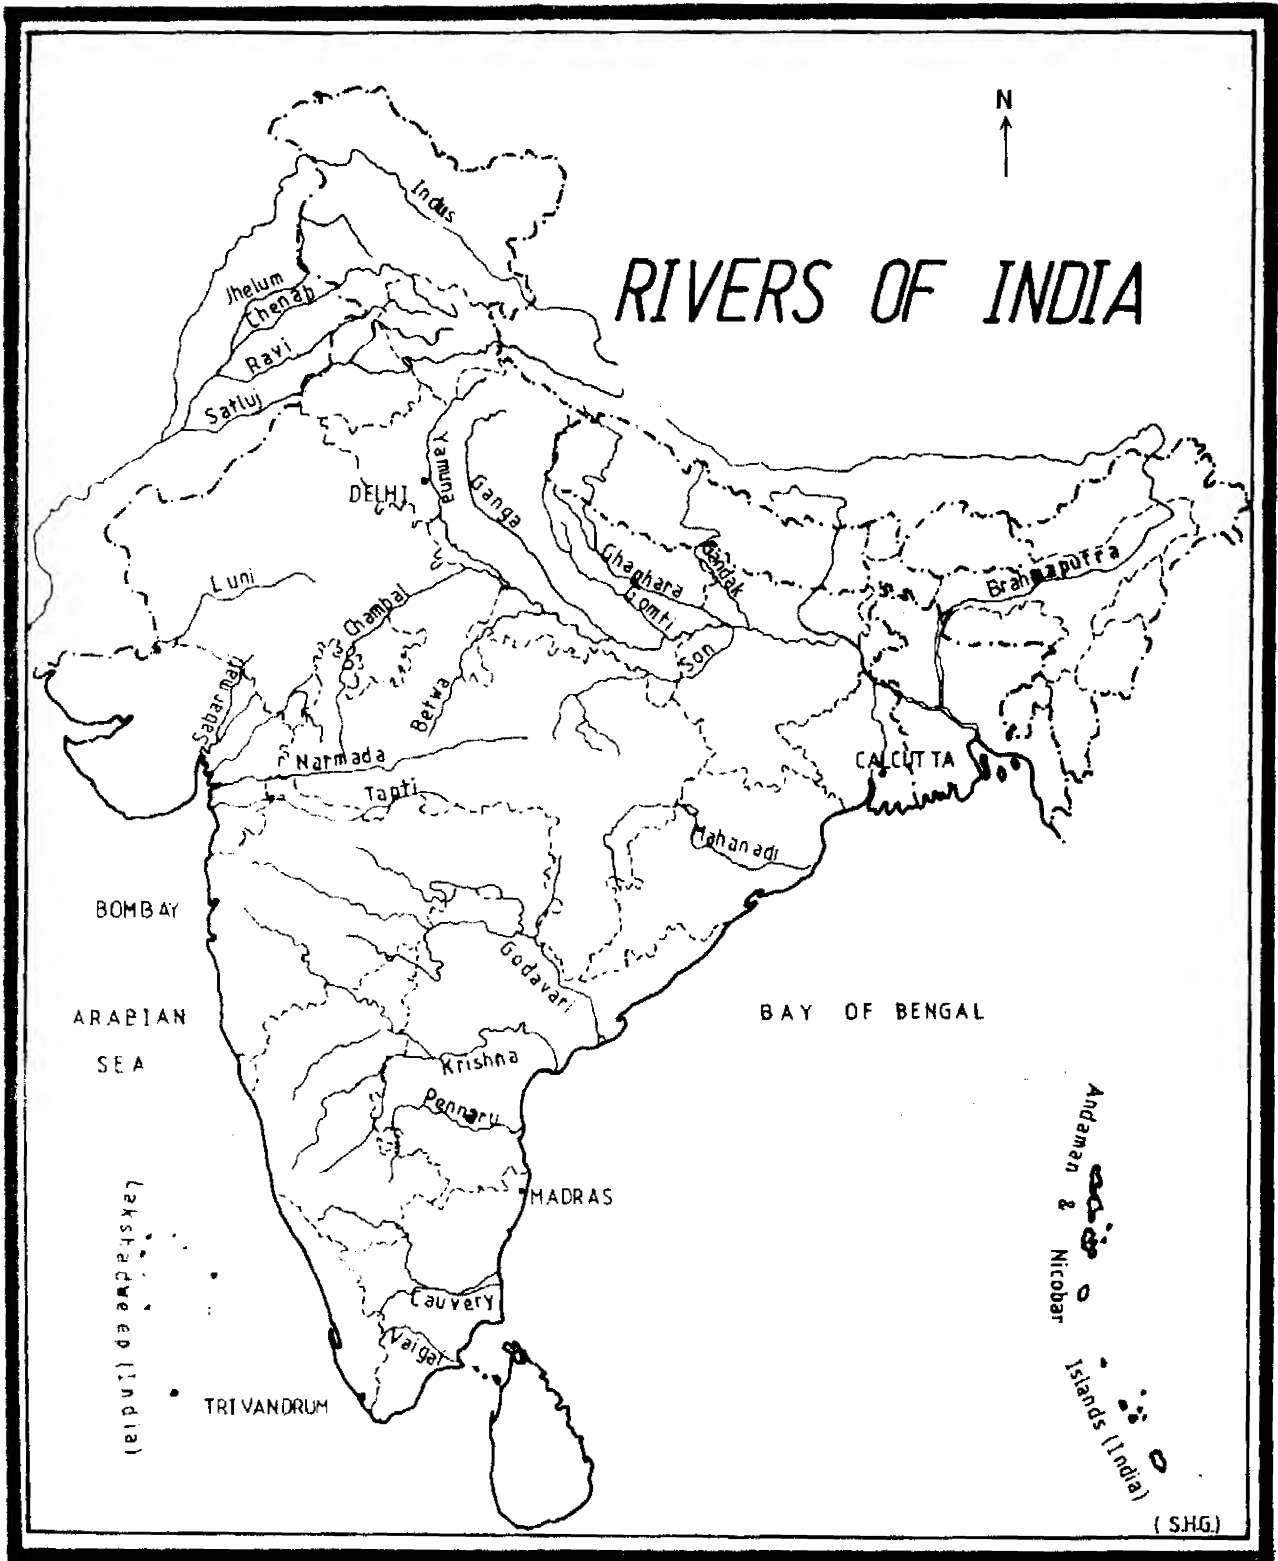 N
RIVERS OF INDIA
Indus
Jhelum
Chenab
Ravi
Satluj
Yamuna
DELHI
Ganga
Ghaghara
Gandak
Gomti
Brahmaputra
Luni
Chambal
Son
Sabarmati
Betwa
Narmada
Tapti
CALCUTTA
Mahanadi
BOMBAY
Godavari
ARABIAN
SEA
BAY OF BENGAL
Krishna
Pennaru
MADRAS
Andaman
&
Nicobar
Islands (India)
Lakshadweep (India)
Cauvery
Vaigai
TRIVANDRUM
( S.H.G.)